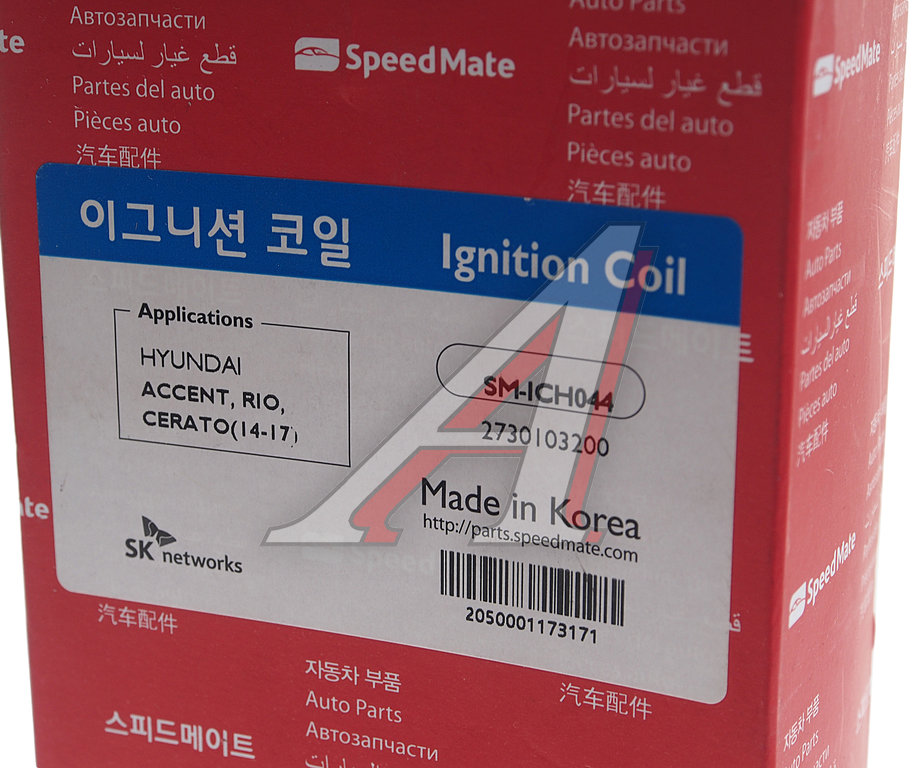 Автозапчасти
قطع غيار لسيارات
Partes del auto
Pièces auto
汽车配件
SpeedMate
Auto Parts
Автозапчасти
قطع غيار لسيارات
Partes del auto
Pièces auto
汽车配件
SpeedMate
이그니션 코일
Ignition Coil
Applications
HYUNDAI
ACCENT, RIO,
CERATO(14-17)
SM-ICH044
2730103200
Made in Korea
http://parts.speedmate.com
SK networks
2050001173171
汽车配件
자동차 부품
Auto Parts
Автозапчасти
스피드메이트
汽车配件
자동차 부품
Auto Parts
Автозапчасти
قطع غيار لسيارات
Partes del auto
Pièces auto
汽车配件
SpeedMate
자동차 부품